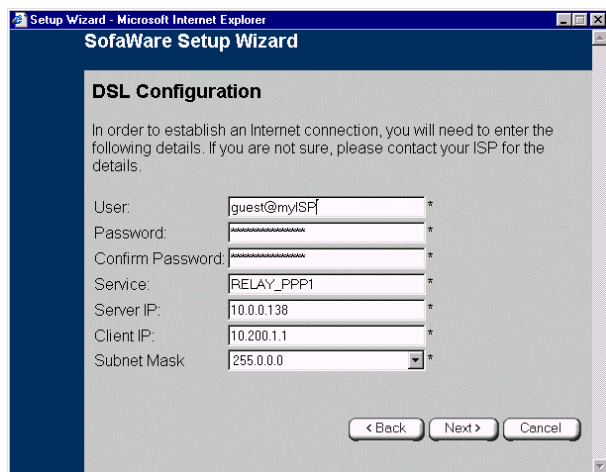 Setup Wizard - Microsoft Internet Explorer
SofaWare Setup Wizard
DSL Configuration
In order to establish an Internet connection, you will need to enter the
following details. If you are not sure, please contact your ISP for the
details.
User: guest@myISP *
Password: **************** *
Confirm Password: **************** *
Service: RELAY_PPP1 *
Server IP: 10.0.0.138 *
Client IP: 10.200.1.1 *
Subnet Mask 255.0.0.0 *
< Back Next > Cancel